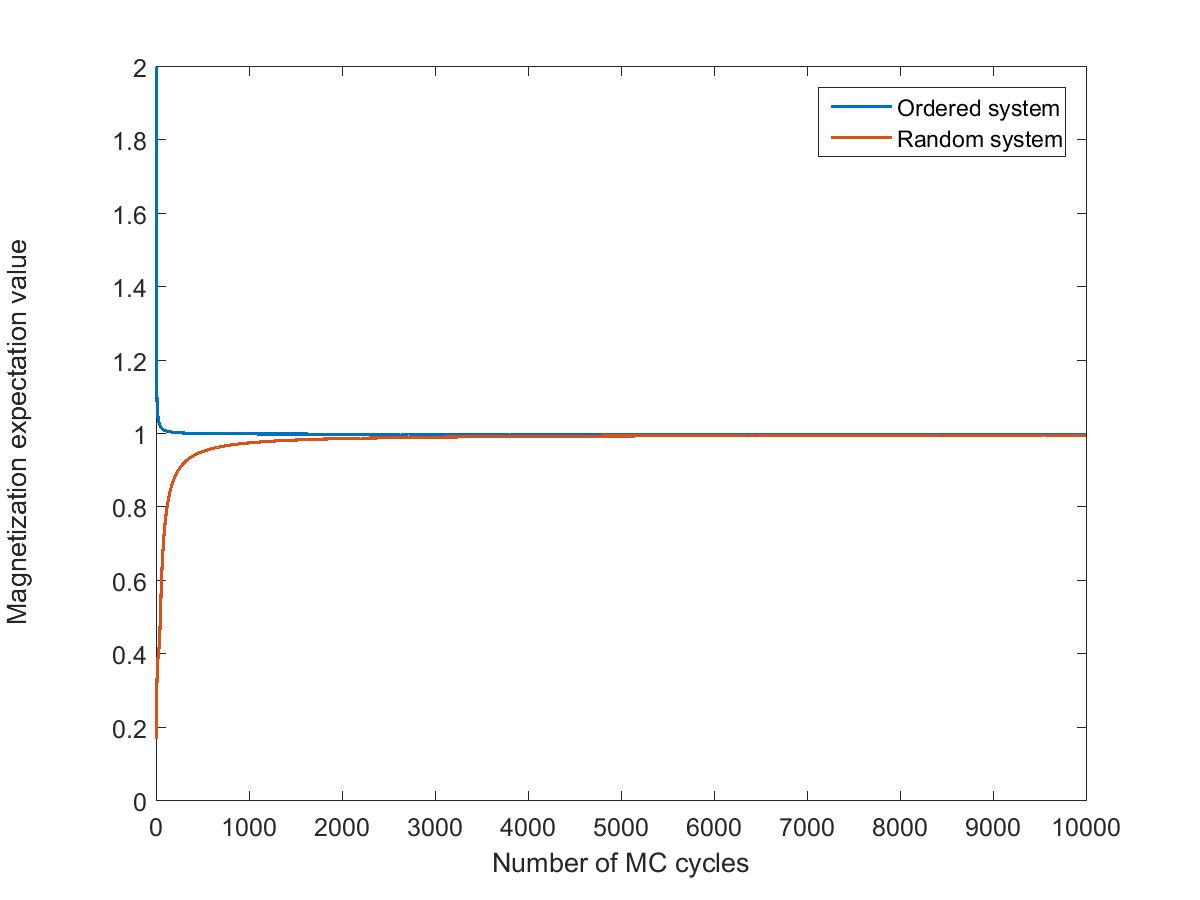 Ordered system
Random system
Magnetization expectation value
2
1.8
1.6
1.4
1.2
1
0.8
0.6
0.4
0.2
0
0 1000 2000 3000 4000 5000 6000 7000 8000 9000 10000
Number of MC cycles